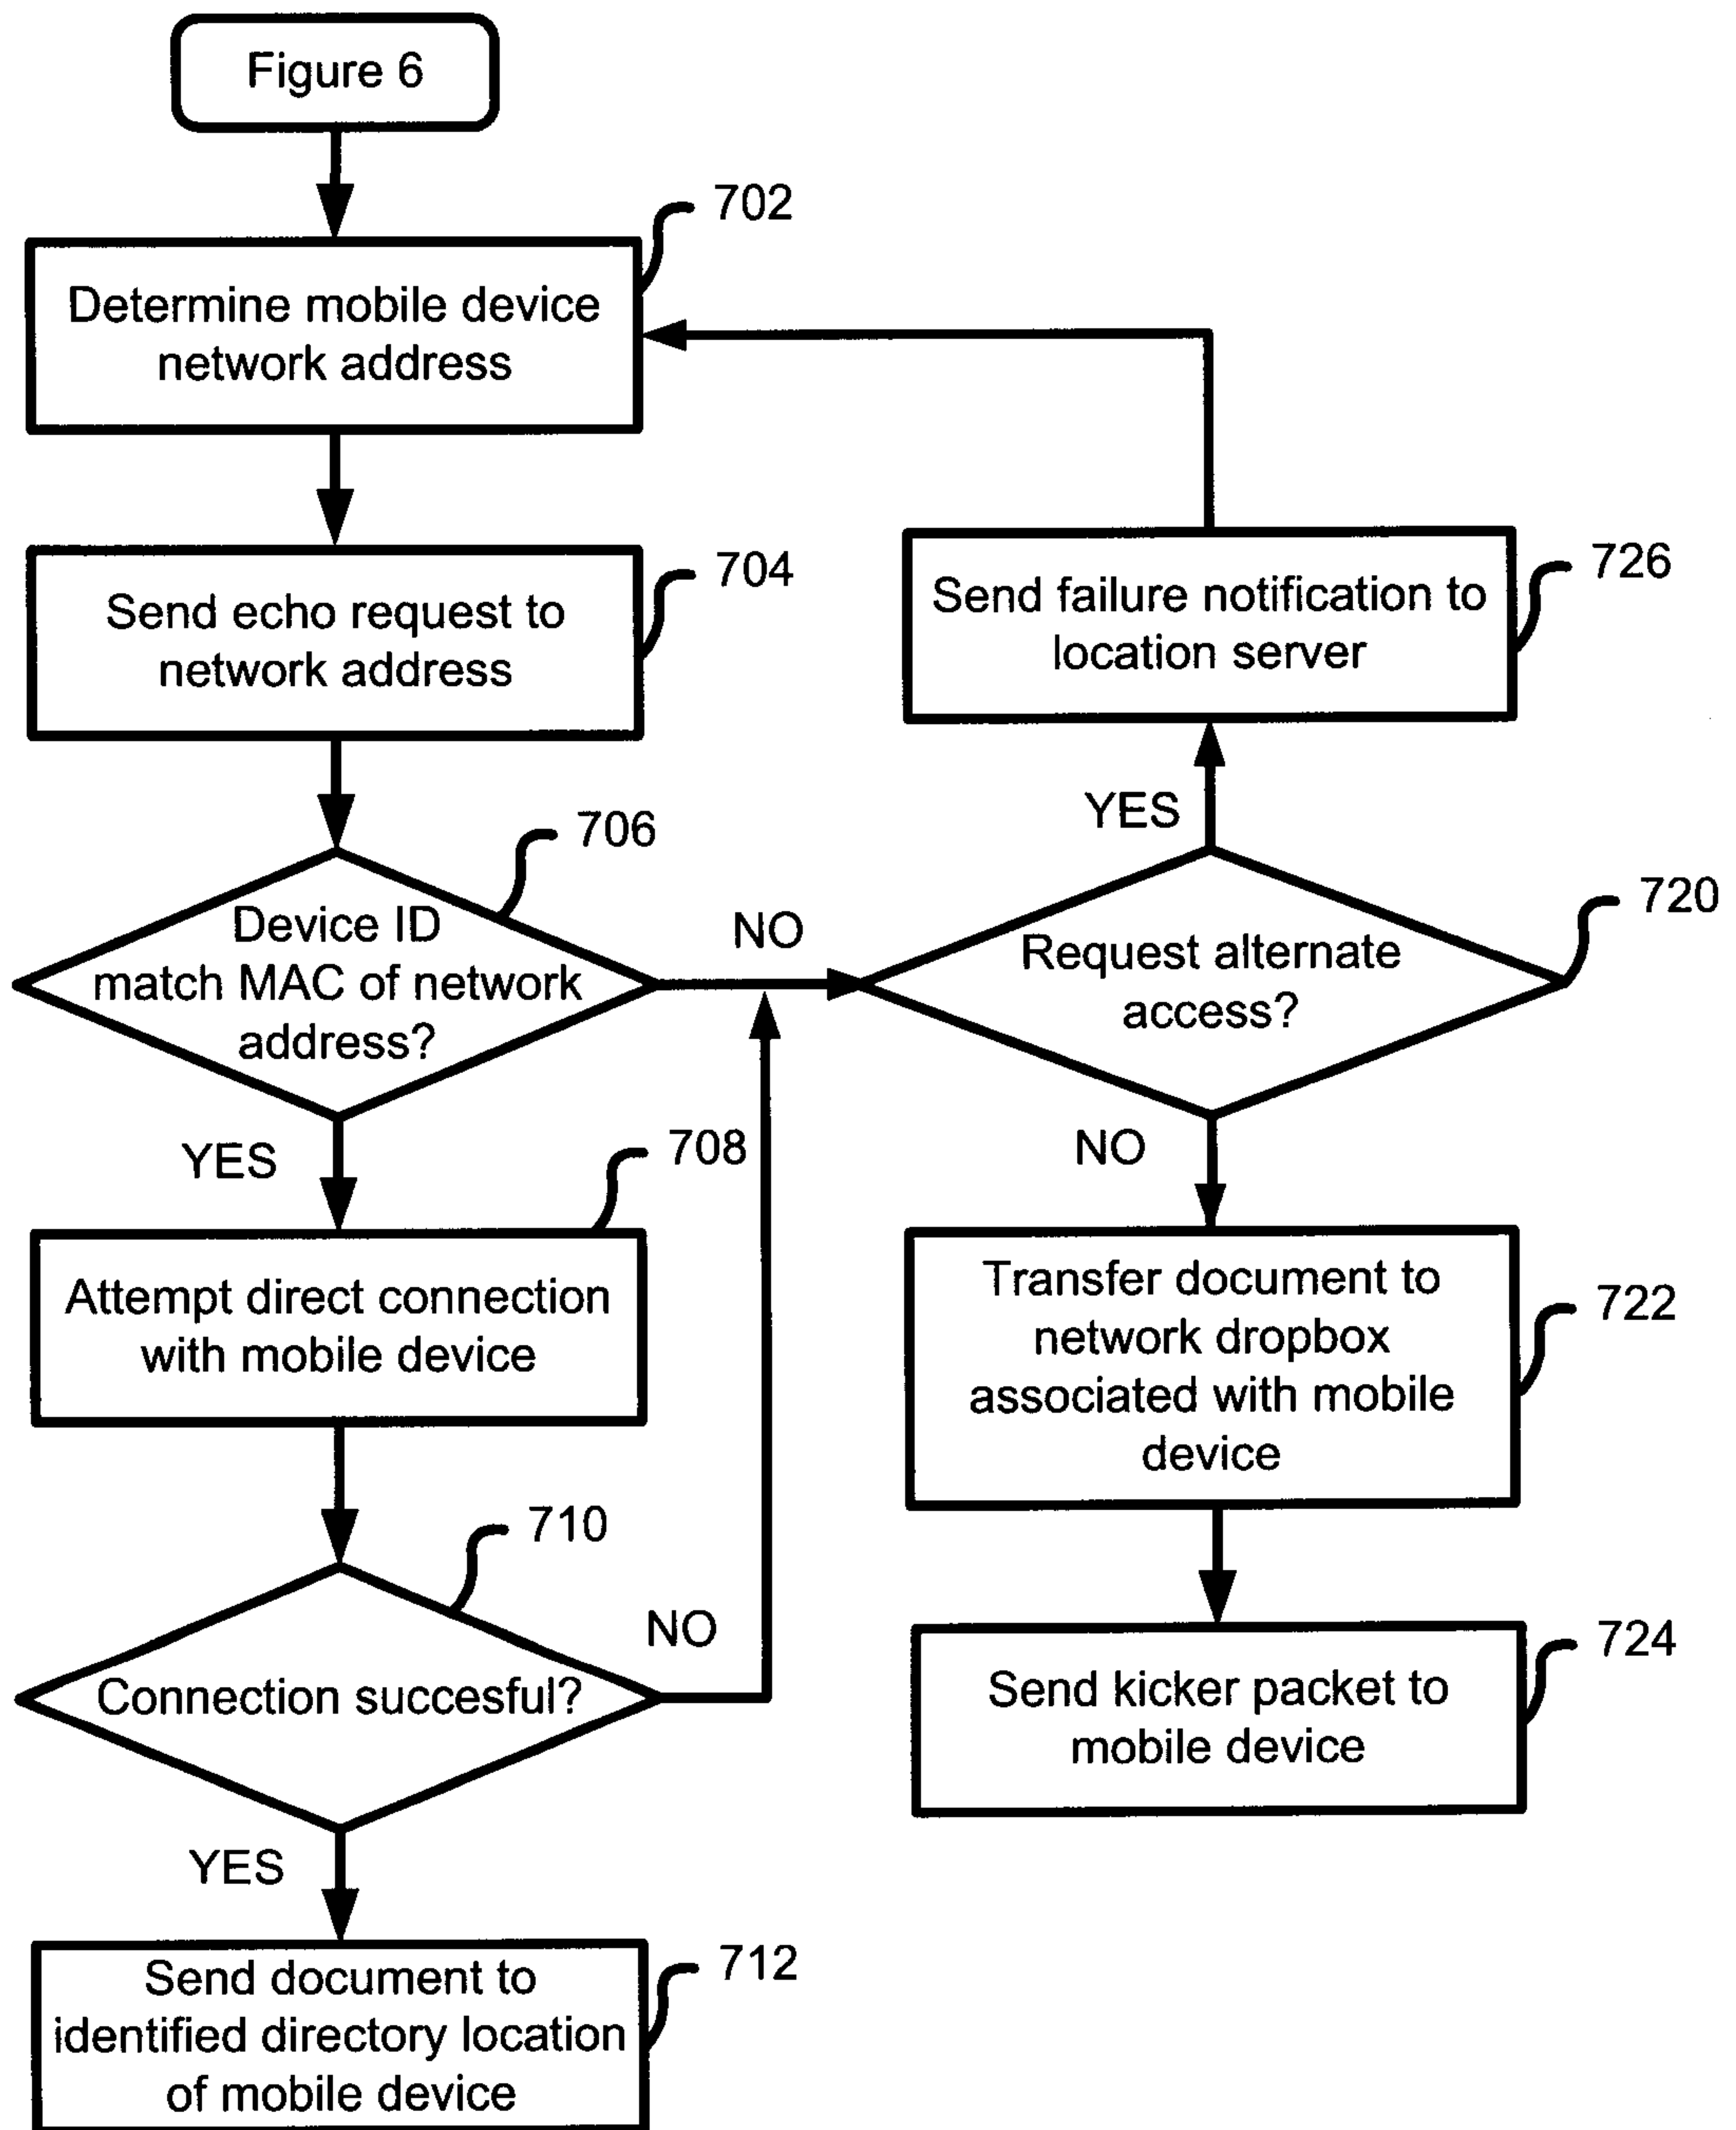 Figure 6
702
Determine mobile device
network address
704
Send echo request to
network address
726
Send failure notification to
location server
YES
706
Device ID
match MAC of network
address?
NO
720
Request alternate
access?
YES
708
NO
Attempt direct connection
with mobile device
Transfer document to
network dropbox
associated with mobile
device
722
710
Connection succesful?
NO
724
Send kicker packet to
mobile device
YES
712
Send document to
identified directory location
of mobile device